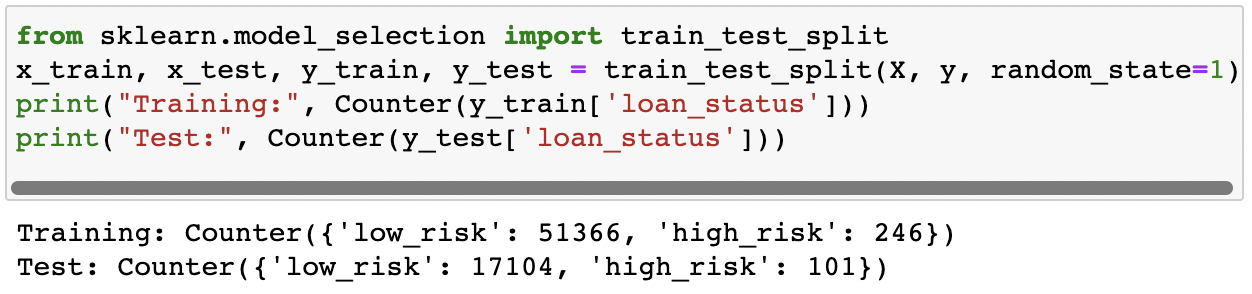 from sklearn.model_selection import train_test_split
x_train, x_test, y_train, y_test = train_test_split(X, y, random_state=1)
print("Training:", Counter(y_train['loan_status']))
print("Test:", Counter(y_test['loan_status']))
Training: Counter({'low_risk': 51366, 'high_risk': 246})
Test: Counter({'low_risk': 17104, 'high_risk': 101})